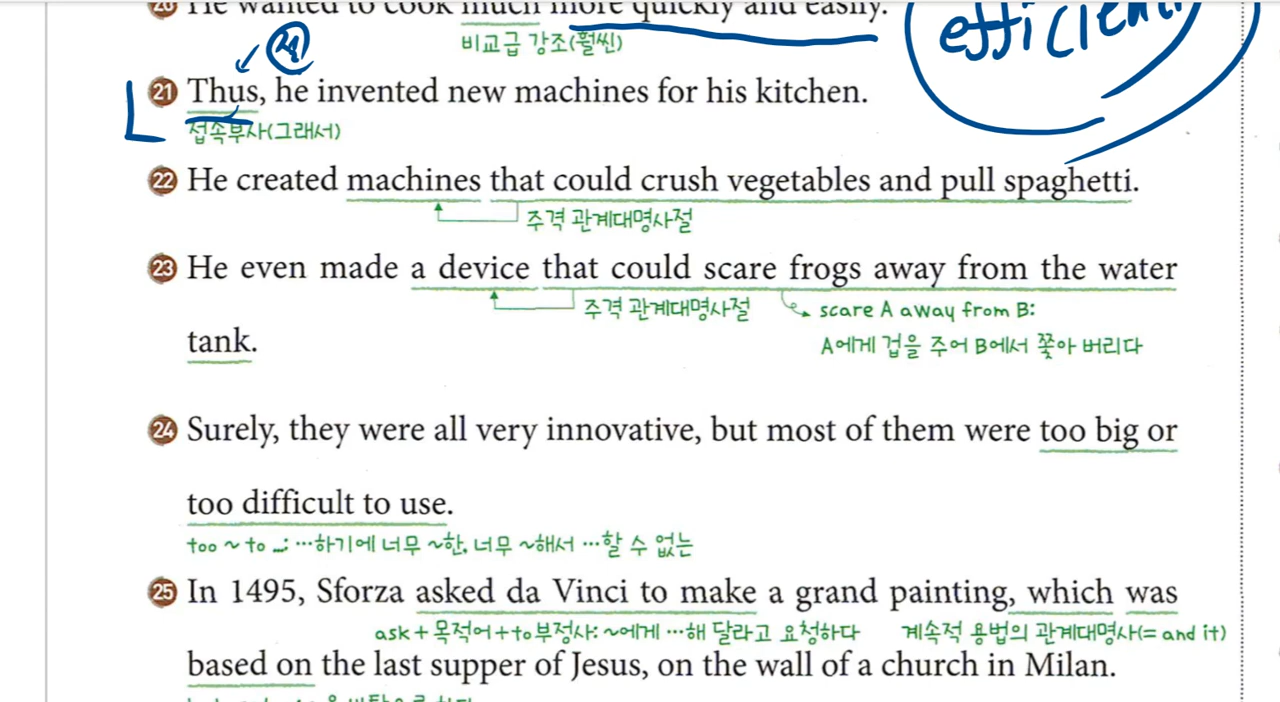 20 He wanted to cook much more quickly and easily.
비교급 강조(훨씬)
21 Thus, he invented new machines for his kitchen.
접속부사(그래서)
22 He created machines that could crush vegetables and pull spaghetti.
주격 관계대명사절
23 He even made a device that could scare frogs away from the water
주격 관계대명사절 scare A away from B:
tank.
A에게 겁을 주어 B에서 쫓아 버리다
24 Surely, they were all very innovative, but most of them were too big or
too difficult to use.
too ~ to …: …하기에 너무 ~한, 너무 ~해서 …할 수 없는
25 In 1495, Sforza asked da Vinci to make a grand painting, which was
ask+목적어+to부정사: ~에게 …해 달라고 요청하다 계속적 용법의 관계대명사(= and it)
based on the last supper of Jesus, on the wall of a church in Milan.